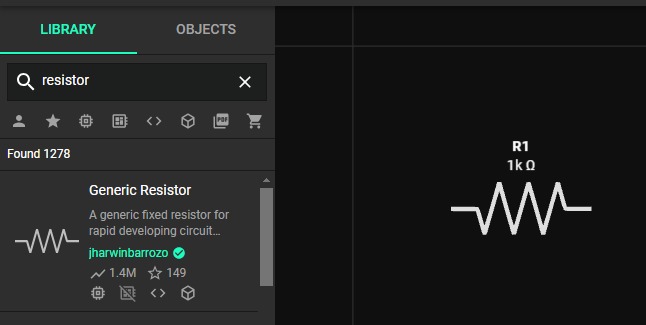 LIBRARY OBJECTS
resistor
Found 1278
Generic Resistor
A generic fixed resistor for
rapid developing circuit...
jharwinbarrozo
1.4M 149
R1
1k Ω